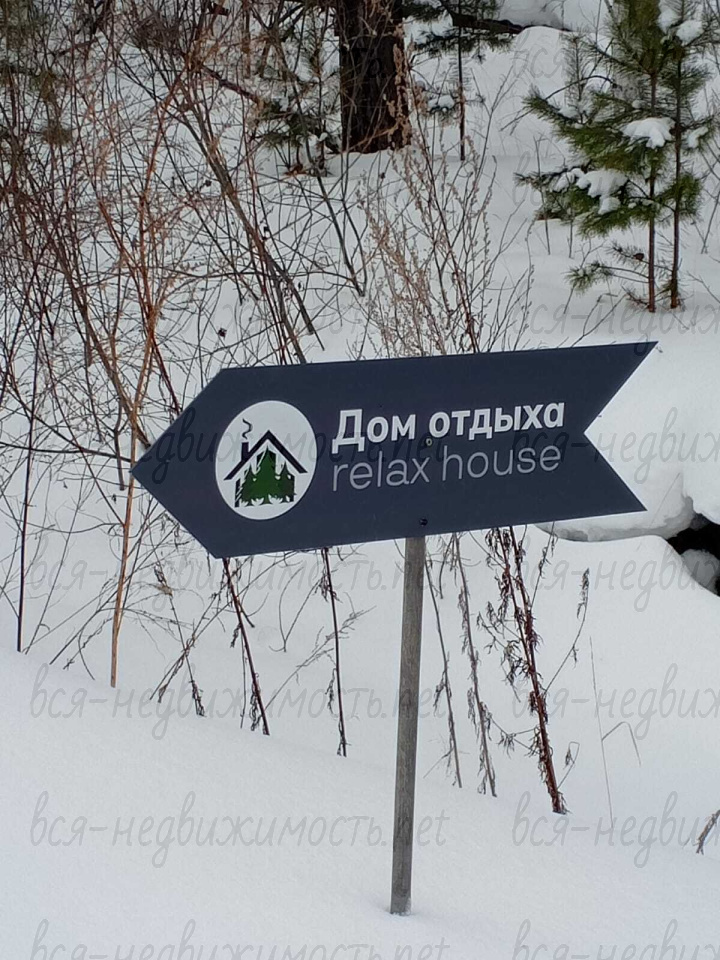 Дом отдыха
relax house
вся-недвижимость.net